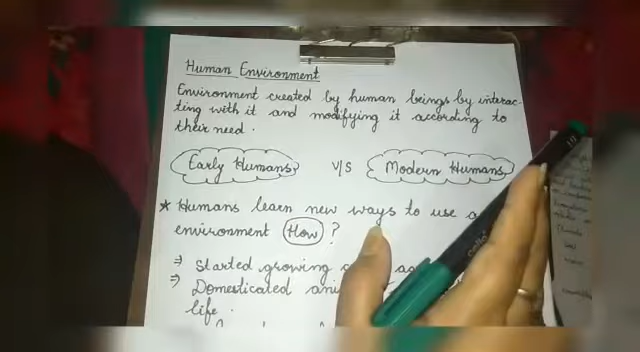 Human Environment
Environment created by human beings by interac-
ting with it and modifying it according to
their need.
Early Humans V/S Modern Humans
* Humans learn new ways to use
environment How ?
⇒ Started growing
⇒ Domesticated
life.
cello